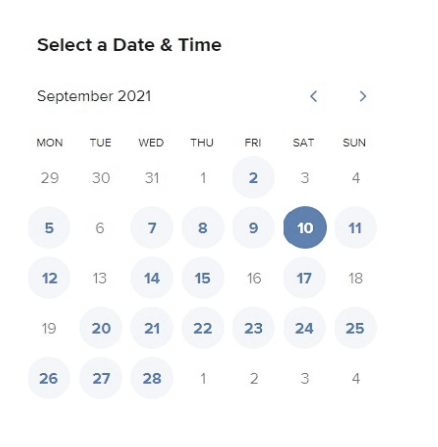 Select a Date & Time
September 2021
MON TUE WED THU FRI SAT SUN
29 30 31 1 2 3 4
5 6 7 8 9 10 11
12 13 14 15 16 17 18
19 20 21 22 23 24 25
26 27 28 1 2 3 4